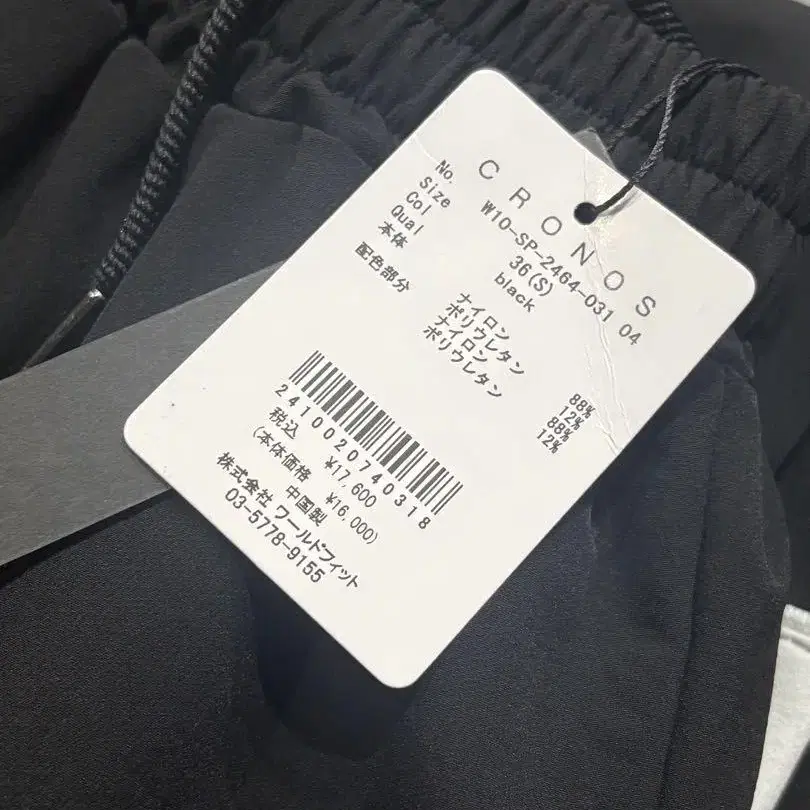 CRONOS
No. W10-SP-2464-031 04
Size 36(S)
Col black
Qual
本体 ナイロン 88%
ポリウレタン 12%
配色部分 ナイロン 88%
ポリウレタン 12%
2410020740318
税込 ¥17,600
(本体価格 ¥16,000)
中国製
株式会社 ワールドフィット
03-5778-9155